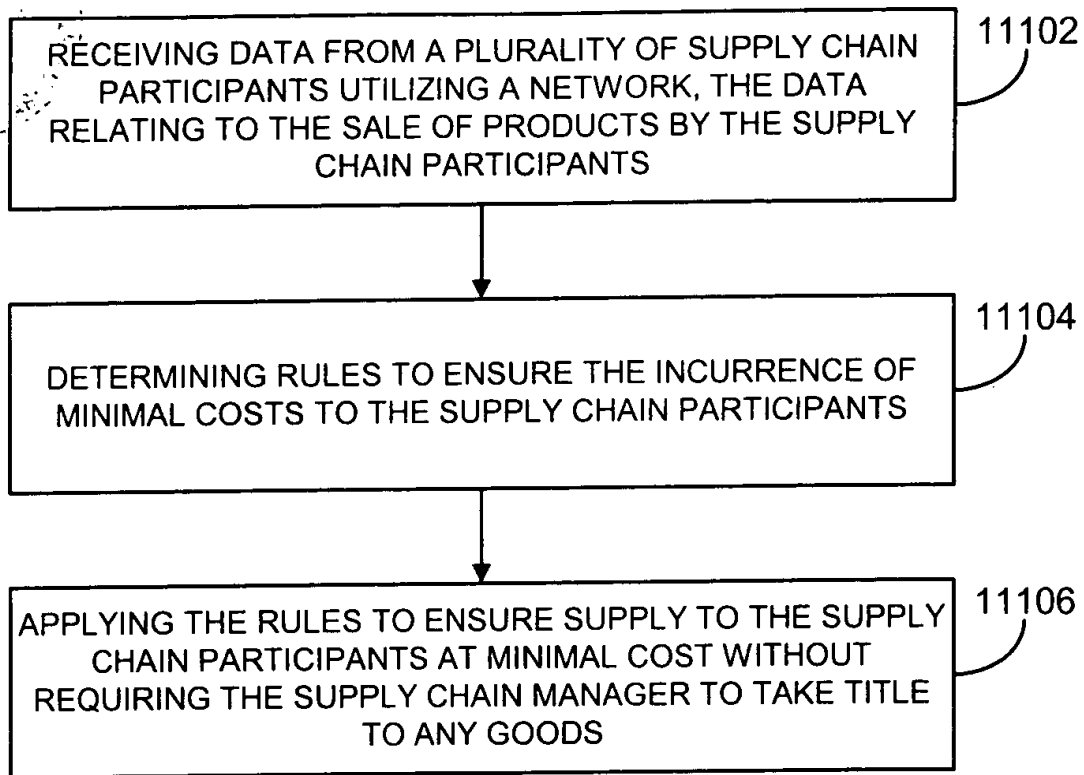 RECEIVING DATA FROM A PLURALITY OF SUPPLY CHAIN
PARTICIPANTS UTILIZING A NETWORK, THE DATA
RELATING TO THE SALE OF PRODUCTS BY THE SUPPLY
CHAIN PARTICIPANTS
11102
DETERMINING RULES TO ENSURE THE INCURRENCE OF
MINIMAL COSTS TO THE SUPPLY CHAIN PARTICIPANTS
11104
APPLYING THE RULES TO ENSURE SUPPLY TO THE SUPPLY
CHAIN PARTICIPANTS AT MINIMAL COST WITHOUT
REQUIRING THE SUPPLY CHAIN MANAGER TO TAKE TITLE
TO ANY GOODS
11106